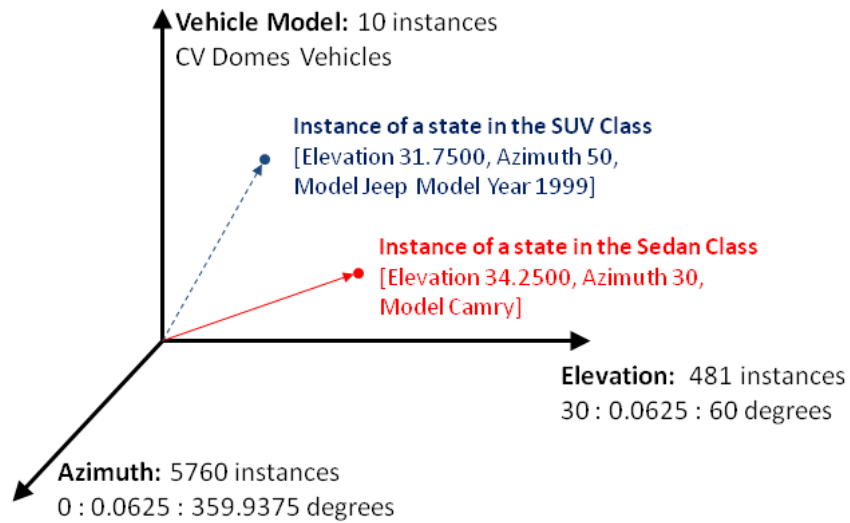 Vehicle Model: 10 instances
CV Domes Vehicles
Instance of a state in the SUV Class
[Elevation 31.7500, Azimuth 50,
Model Jeep Model Year 1999]
Instance of a state in the Sedan Class
[Elevation 34.2500, Azimuth 30,
Model Camry]
Elevation: 481 instances
30 : 0.0625 : 60 degrees
Azimuth: 5760 instances
0 : 0.0625 : 359.9375 degrees